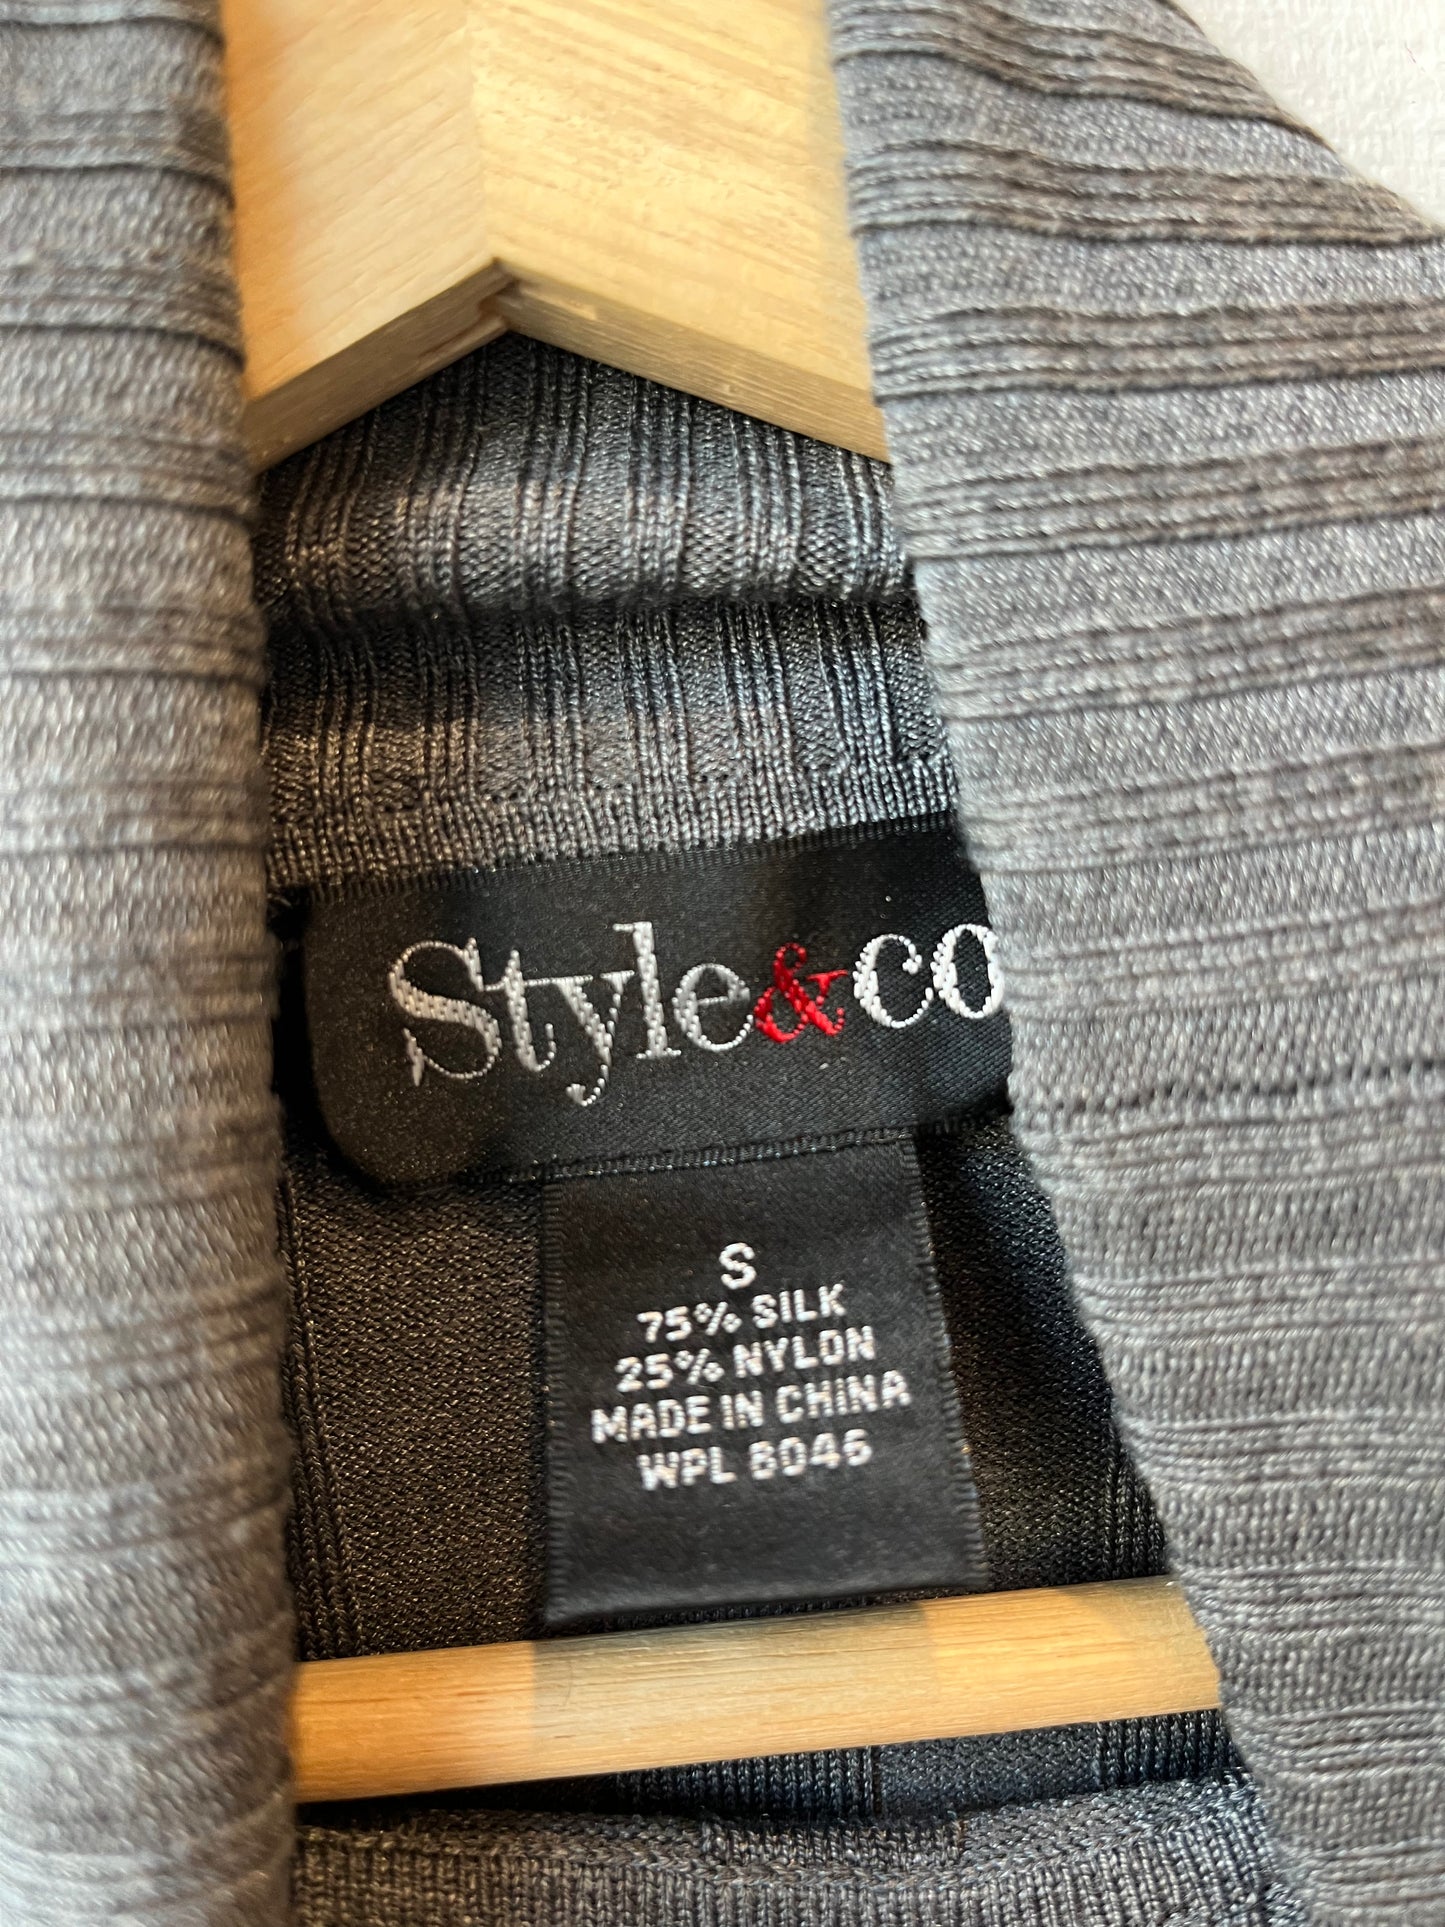 Style&co
S
75% SILK
25% NYLON
MADE IN CHINA
WPL 8046